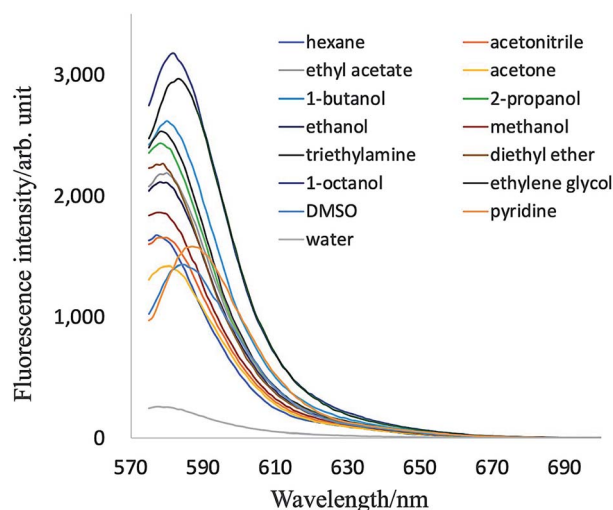 Fluorescence intensity/arb. unit
3,000
2,000
1,000
0
hexane
acetonitrile
ethyl acetate
acetone
1-butanol
2-propanol
ethanol
methanol
triethylamine
diethyl ether
1-octanol
ethylene glycol
DMSO
pyridine
water
570 590 610 630 650 670 690
Wavelength/nm